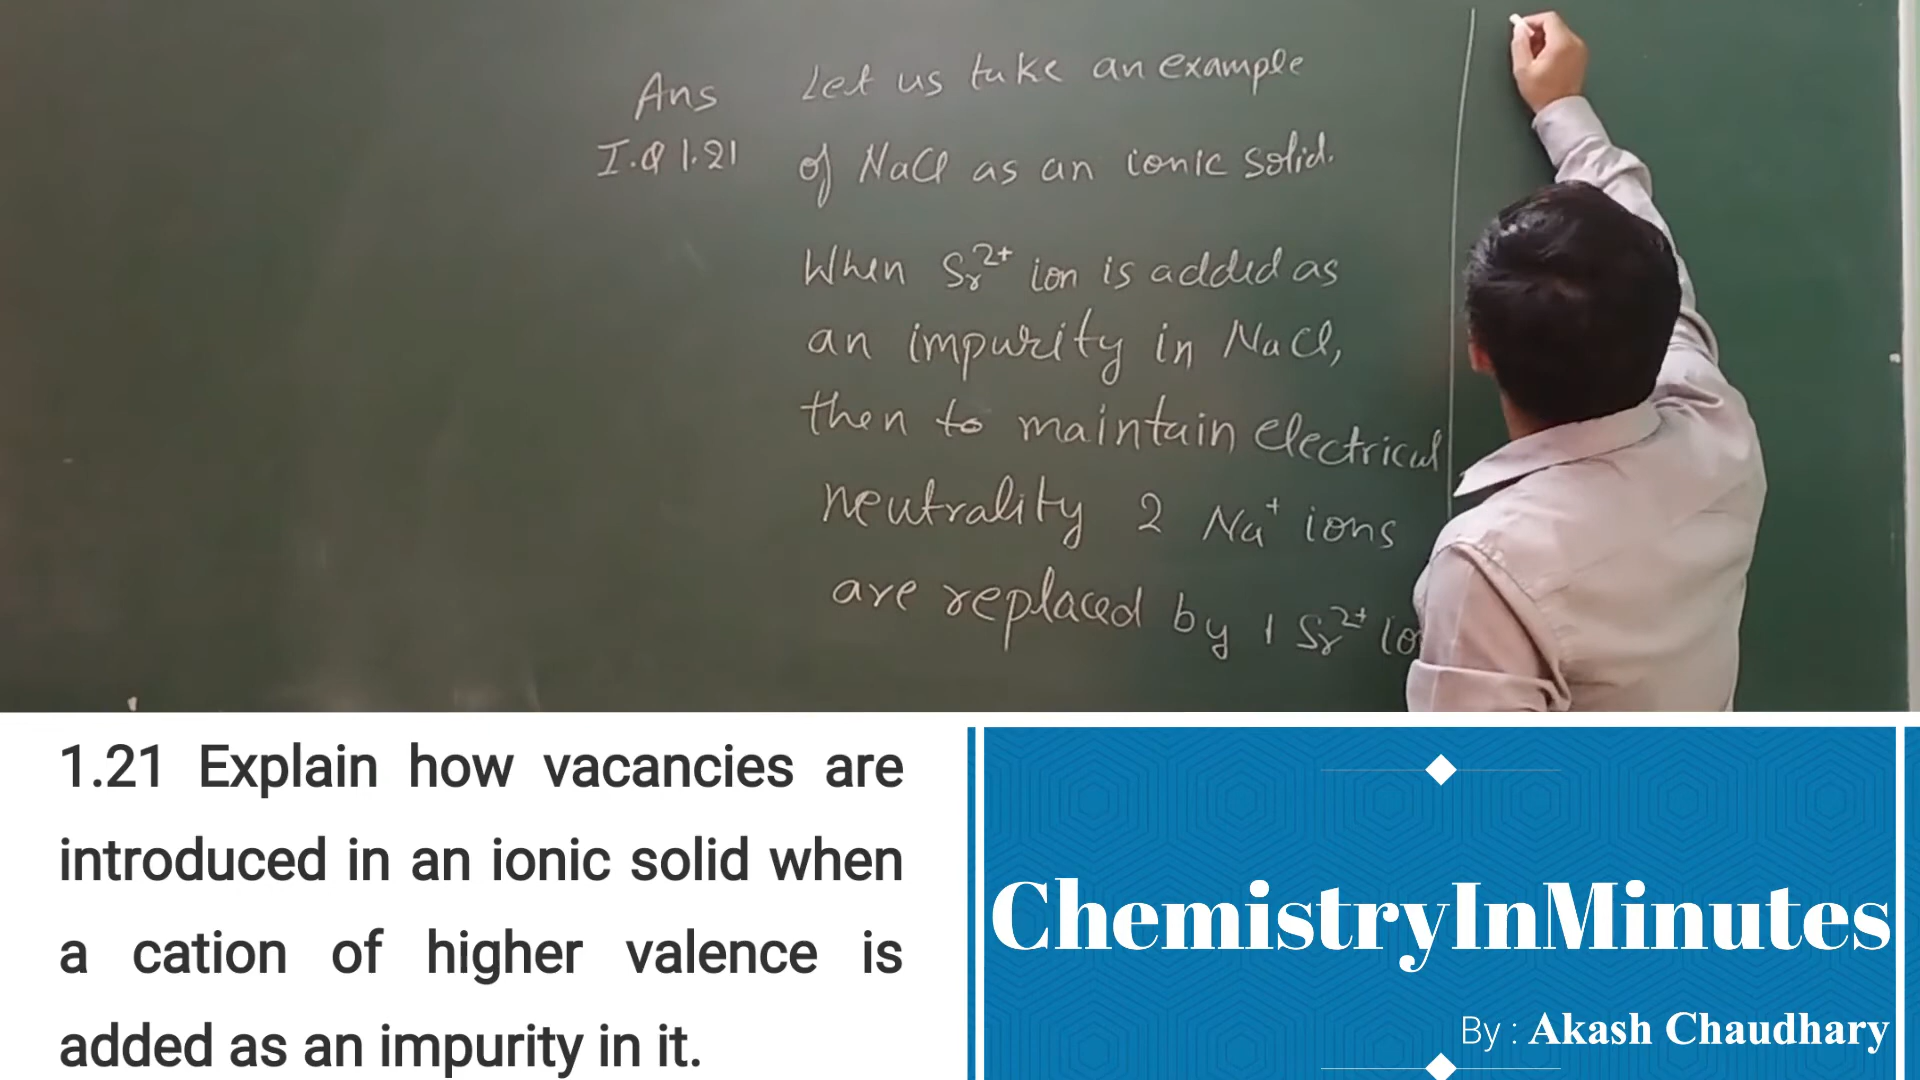 Ans Let us take an example
I.Q 1.21 of NaCl as an ionic solid.
When Sr²⁺ ion is added as
an impurity in NaCl,
then to maintain electrical
neutrality 2 Na⁺ ions
are replaced by 1 Sr²⁺
1.21 Explain how vacancies are
introduced in an ionic solid when
a cation of higher valence is
added as an impurity in it.
ChemistryInMinutes
By : Akash Chaudhary